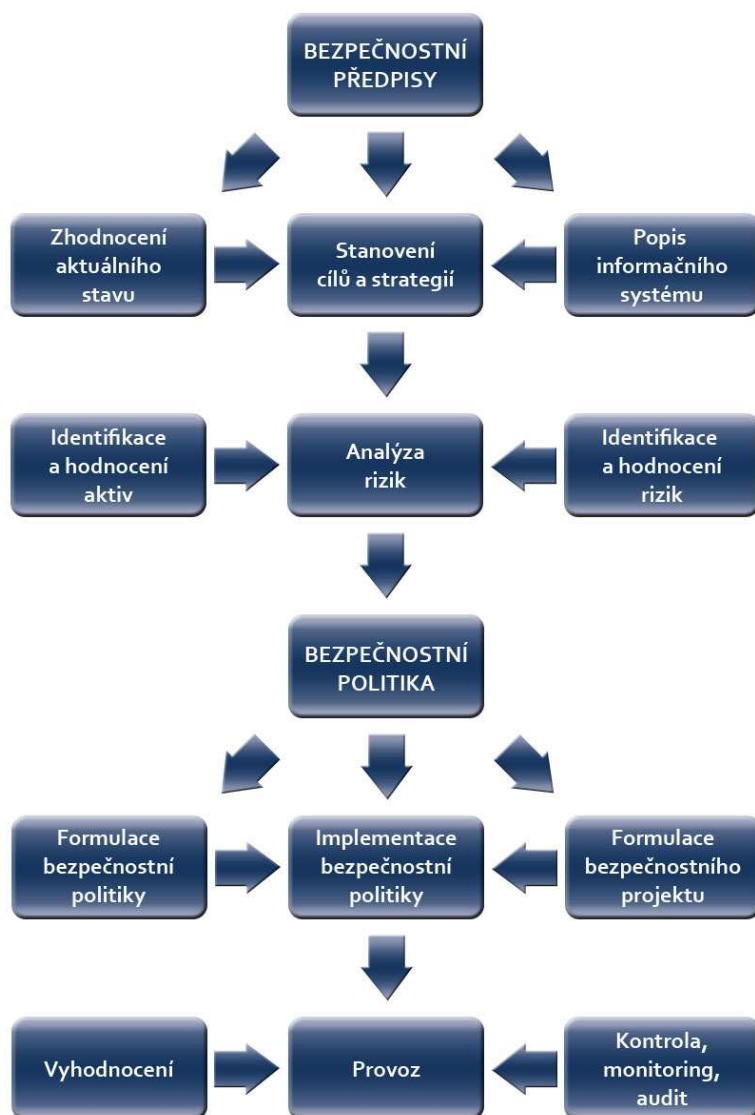 BEZPEČNOSTNÍ
PŘEDPISY
Zhodnocení
aktuálního
stavu
Stanovení
cílů a strategií
Popis
informačního
systému
Identifikace
a hodnocení
aktiv
Analýza
rizik
Identifikace
a hodnocení
rizik
BEZPEČNOSTNÍ
POLITIKA
Formulace
bezpečnostní
politiky
Implementace
bezpečnostní
politiky
Formulace
bezpečnostního
projektu
Vyhodnocení
Provoz
Kontrola,
monitoring,
audit